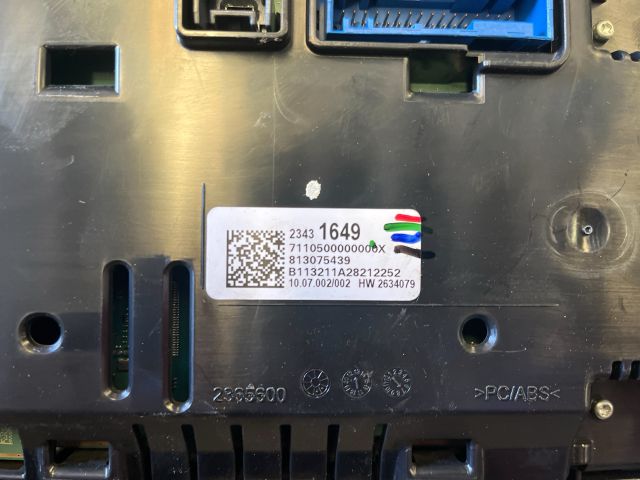 2343 1649
7110500000000X
813075439
B113211A28212252
10.07.002/002 HW 2634079
2365600
>PC/ABS<